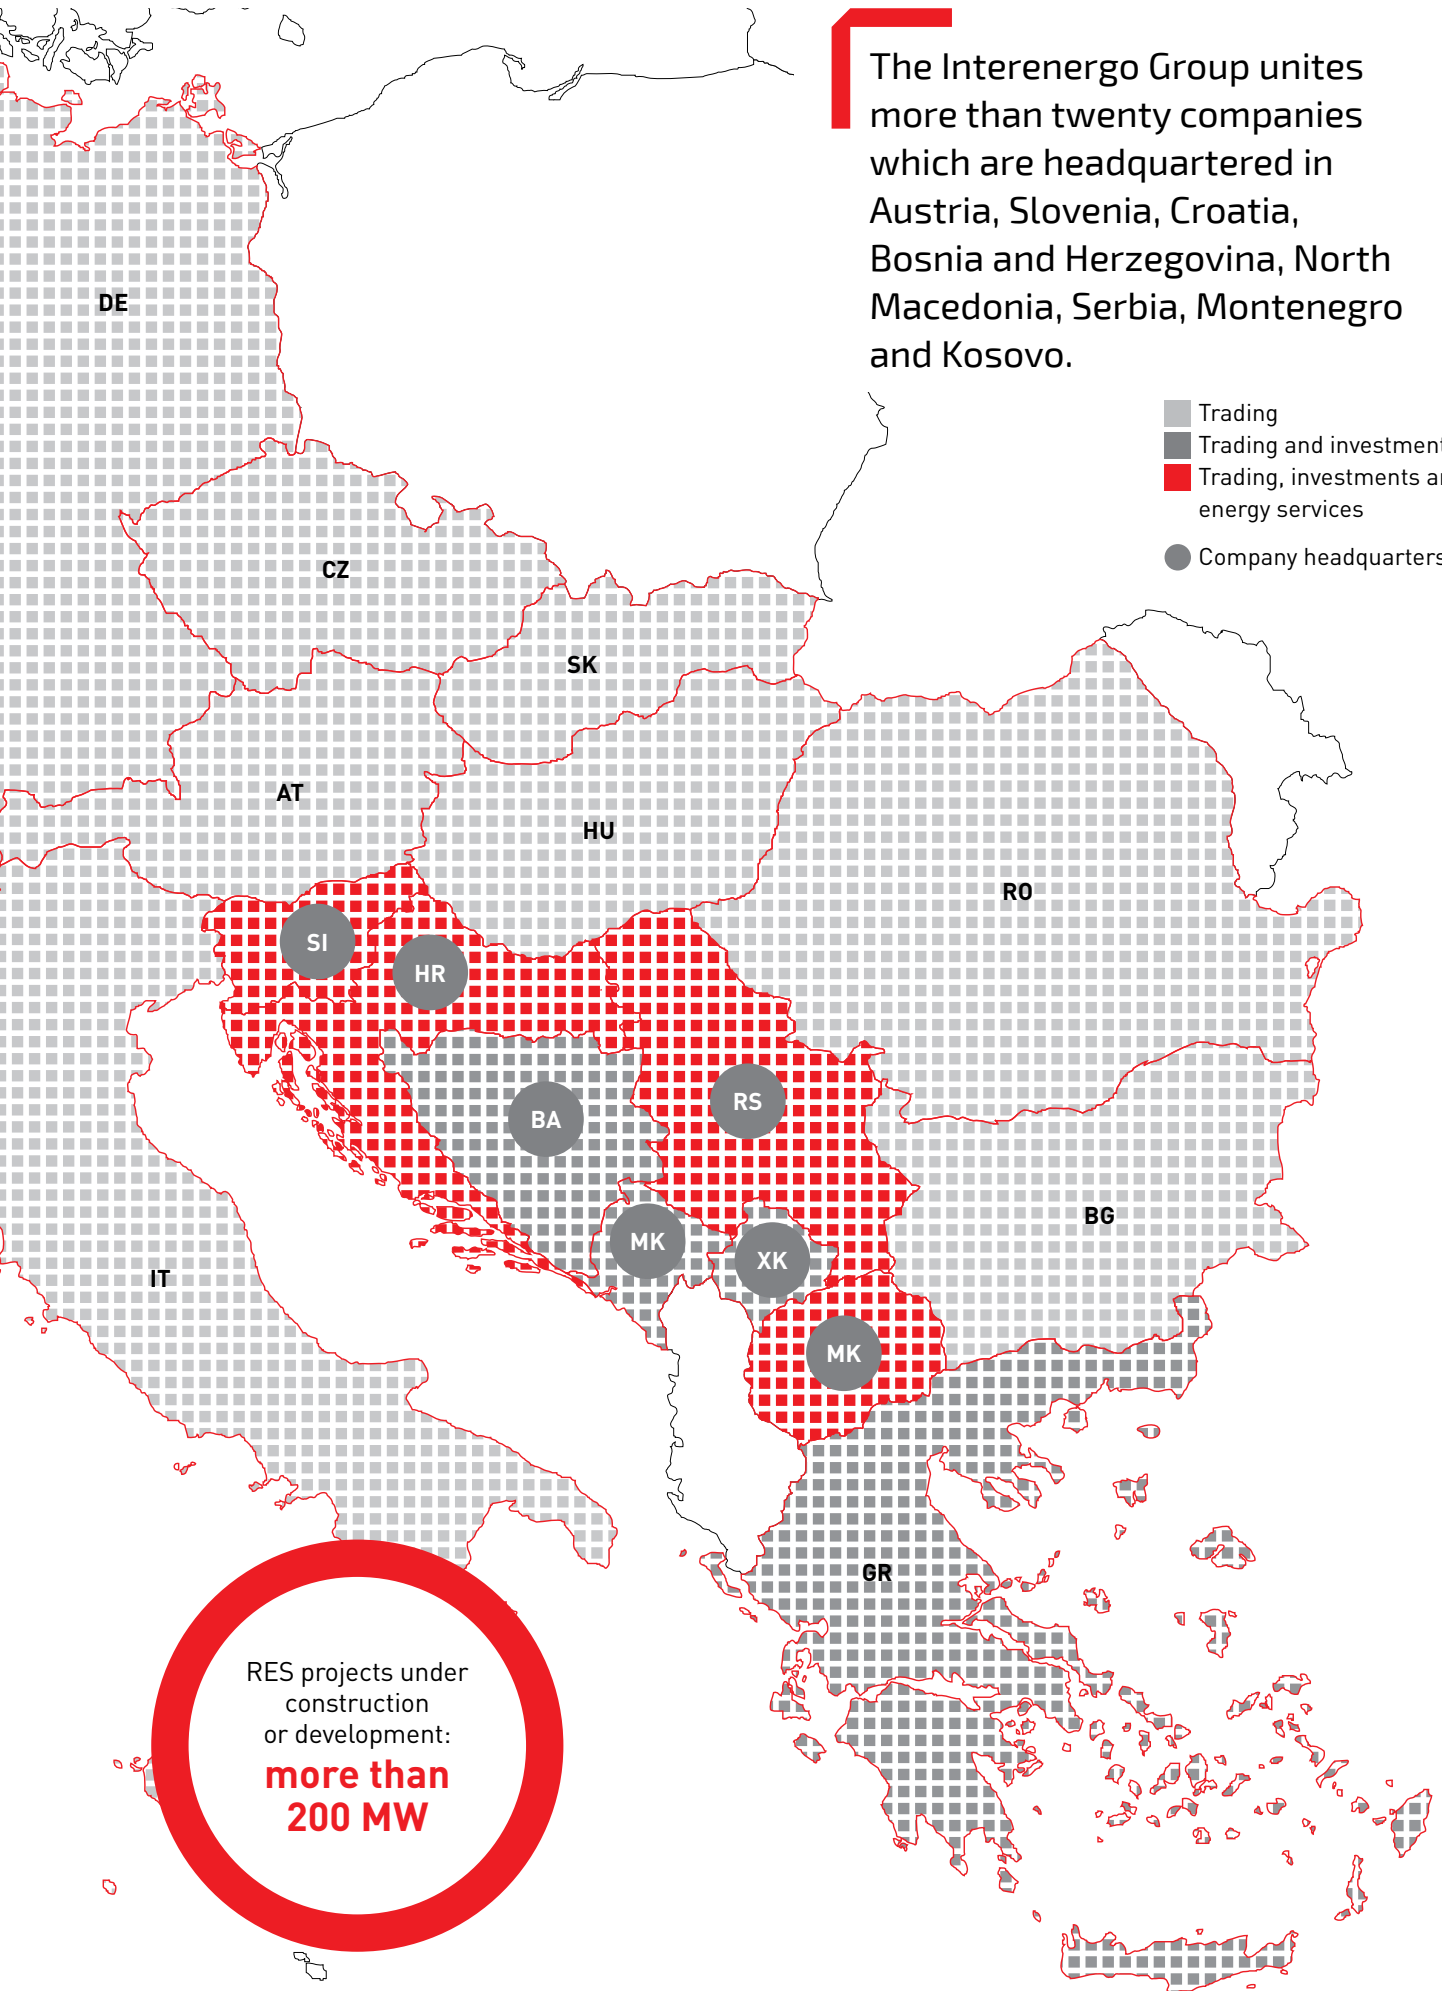 The Interenergo Group unites
more than twenty companies
which are headquartered in
Austria, Slovenia, Croatia,
Bosnia and Herzegovina, North
Macedonia, Serbia, Montenegro
and Kosovo.
Trading
Trading and investment
Trading, investments a
energy services
Company headquarters
DE
CZ
SK
AT
HU
RO
SI
HR
RS
BA
BG
MK
XK
IT
MK
GR
RES projects under
construction
or development:
more than
200 MW